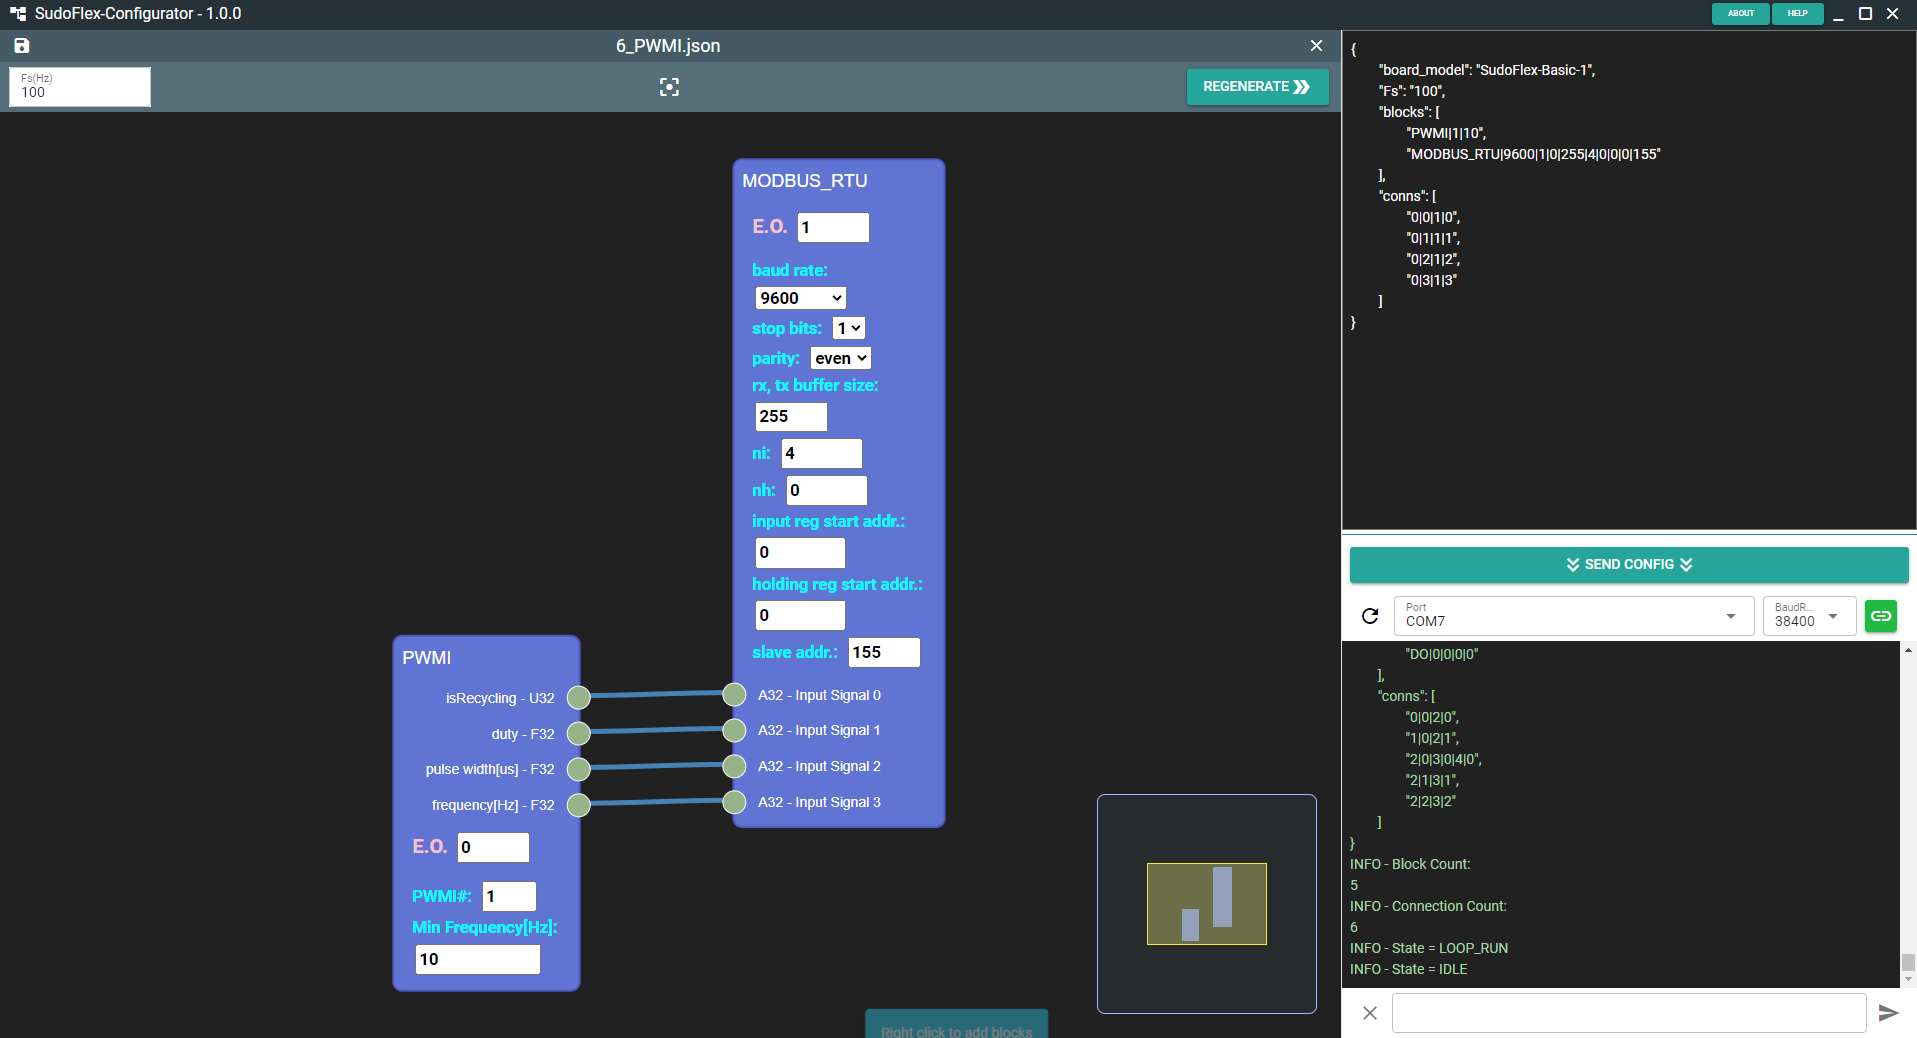 SudoFlex-Configurator - 1.0.0
ABOUT
HELP
6_PWMI.json
Fs(Hz)
100
REGENERATE
MODBUS_RTU
E.O. 1
baud rate:
9600
stop bits: 1
parity: even
rx, tx buffer size:
255
ni: 4
nh: 0
input reg start addr.:
0
holding reg start addr.:
0
slave addr.: 155
A32 - Input Signal 0
A32 - Input Signal 1
A32 - Input Signal 2
A32 - Input Signal 3
PWMI
isRecycling - U32
duty - F32
pulse width[us] - F32
frequency[Hz] - F32
E.O. 0
PWMI#: 1
Min Frequency[Hz]:
10
Right click to add blocks
{
"board_model": "SudoFlex-Basic-1",
"Fs": "100",
"blocks": [
"PWMI|1|10",
"MODBUS_RTU|9600|1|0|255|4|0|0|0|155"
],
"conns": [
"0|0|1|0",
"0|1|1|1",
"0|2|1|2",
"0|3|1|3"
]
}
SEND CONFIG
Port
COM7
BaudR...
38400
"DO|0|0|0|0"
],
"conns": [
"0|0|2|0",
"1|0|2|1",
"2|0|3|0|4|0",
"2|1|3|1",
"2|2|3|2"
]
}
INFO - Block Count:
5
INFO - Connection Count:
6
INFO - State = LOOP_RUN
INFO - State = IDLE